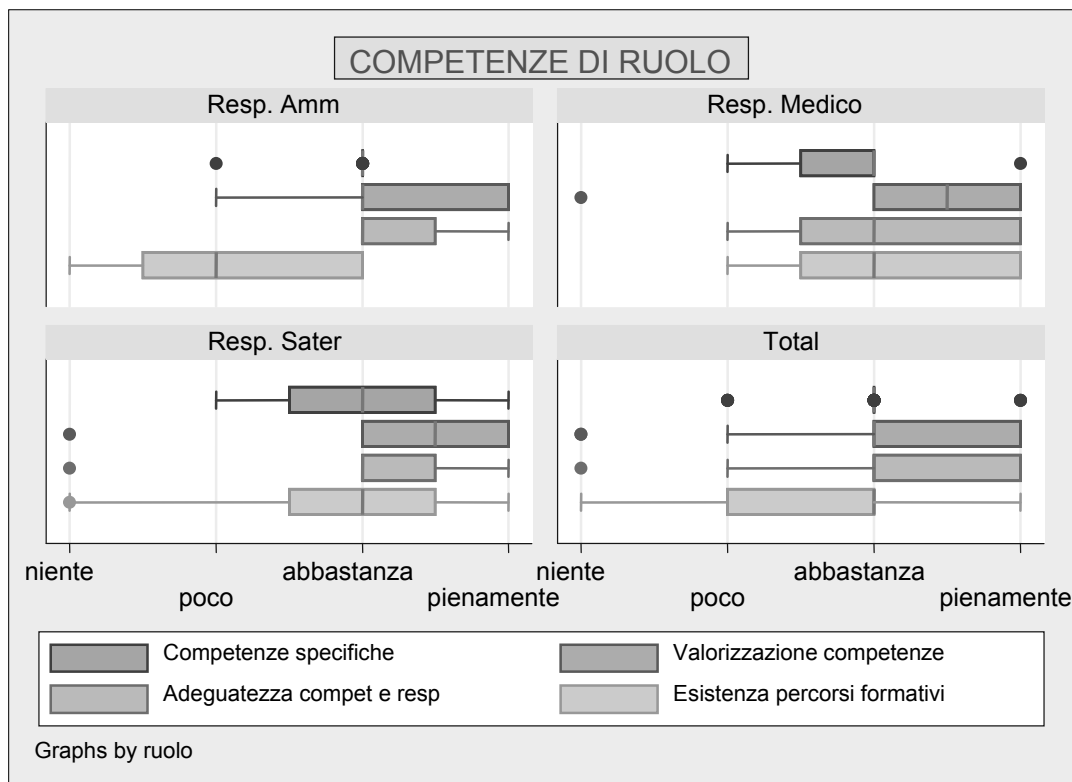 COMPETENZE DI RUOLO
Resp. Amm
Resp. Medico
Resp. Sater
Total
niente
poco
abbastanza
pienamente
niente
poco
abbastanza
pienamente
Competenze specifiche
Valorizzazione competenze
Adeguatezza compet e resp
Esistenza percorsi formativi
Graphs by ruolo